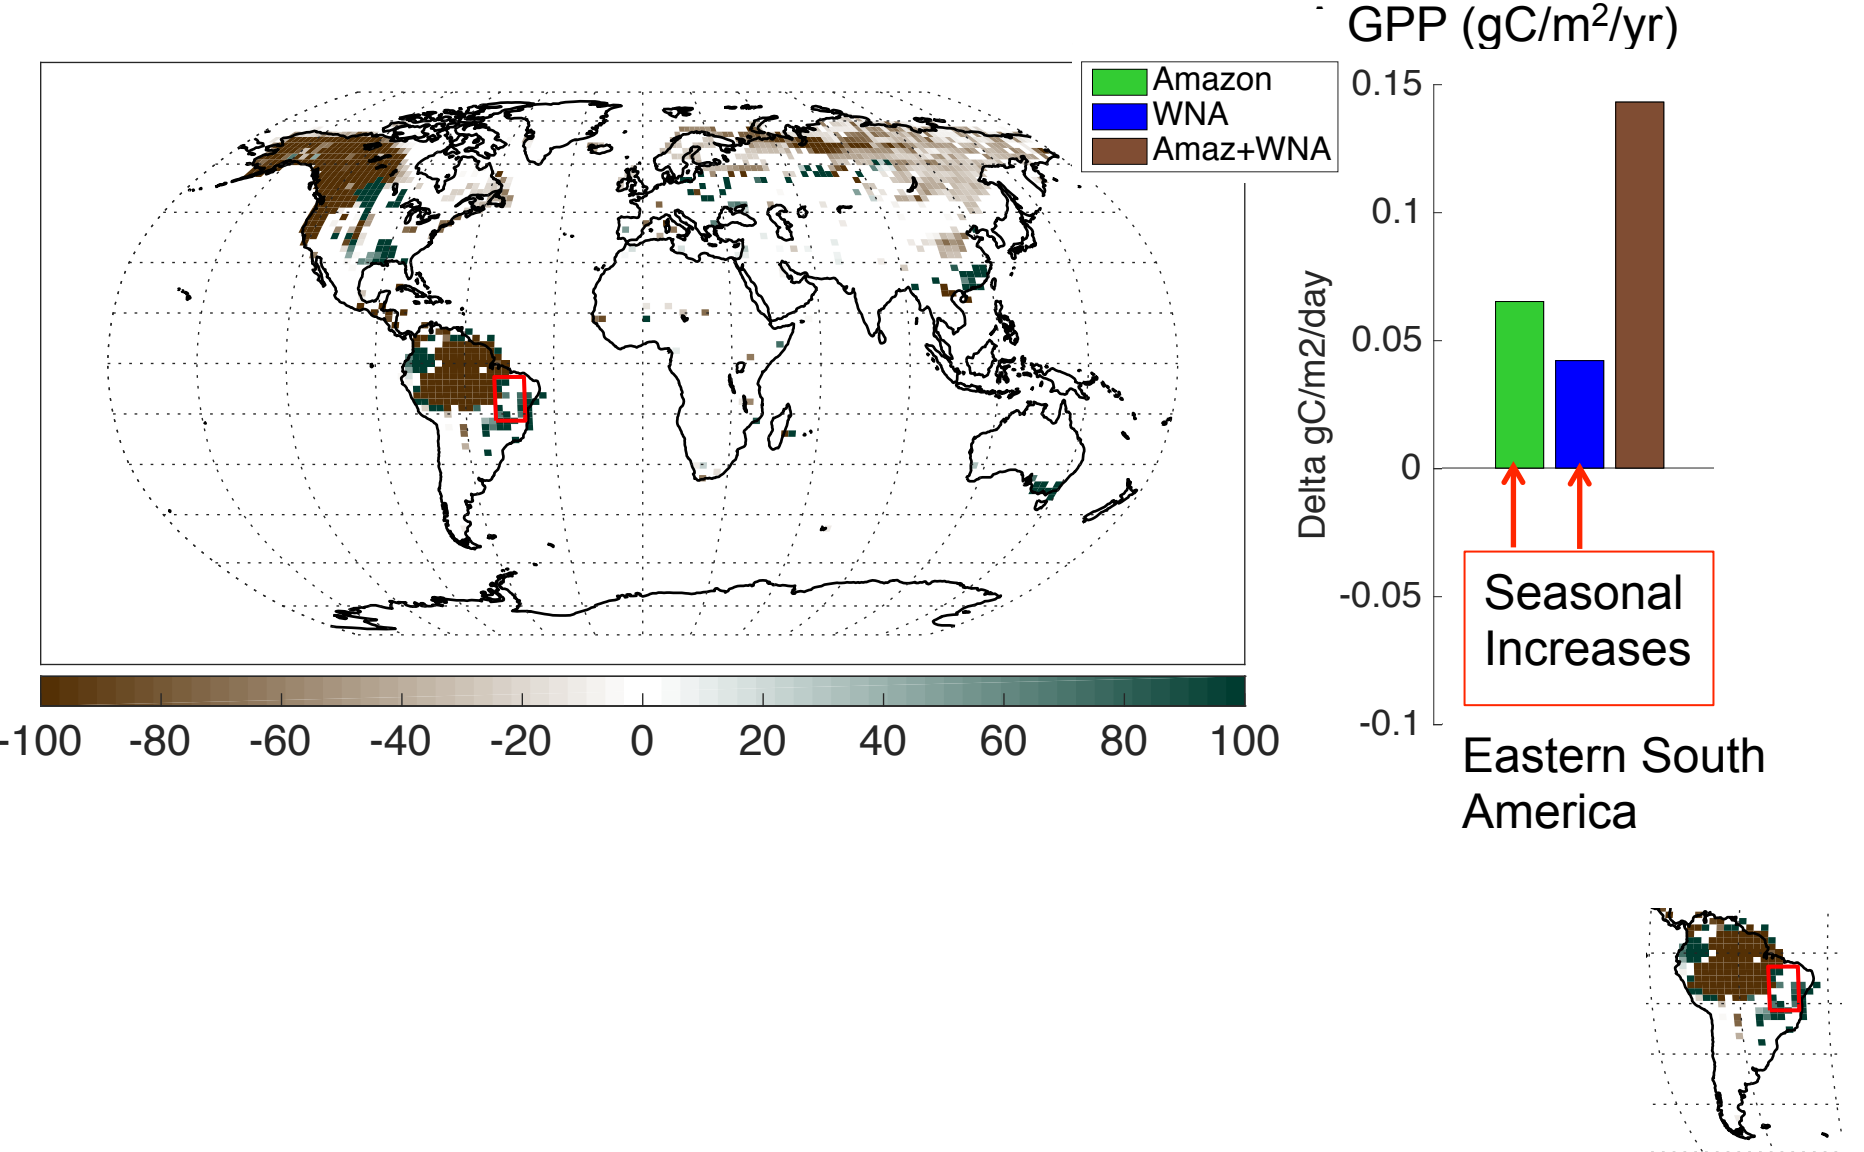 GPP (gC/m²/yr)
Amazon
WNA
Amaz+WNA
0.15
0.1
0.05
0
-0.05
-0.1
Delta gC/m2/day
Seasonal
Increases
Eastern South
America
-100 -80 -60 -40 -20 0 20 40 60 80 100